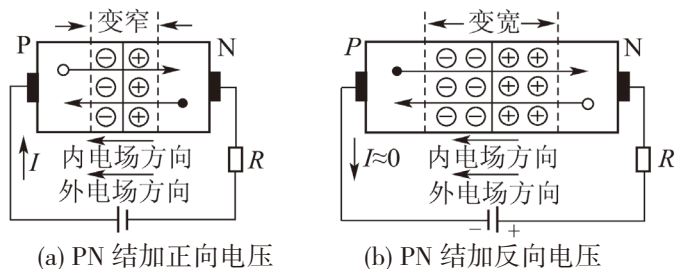 变窄
P
N
⊖ ⊕
⊖ ⊕
⊖ ⊕
I
内电场方向
R
外电场方向
(a) PN 结加正向电压
变宽
P
N
⊖ ⊖ ⊕ ⊕
⊖ ⊖ ⊕ ⊕
⊖ ⊖ ⊕ ⊕
I≈0
内电场方向
R
外电场方向
− +
(b) PN 结加反向电压